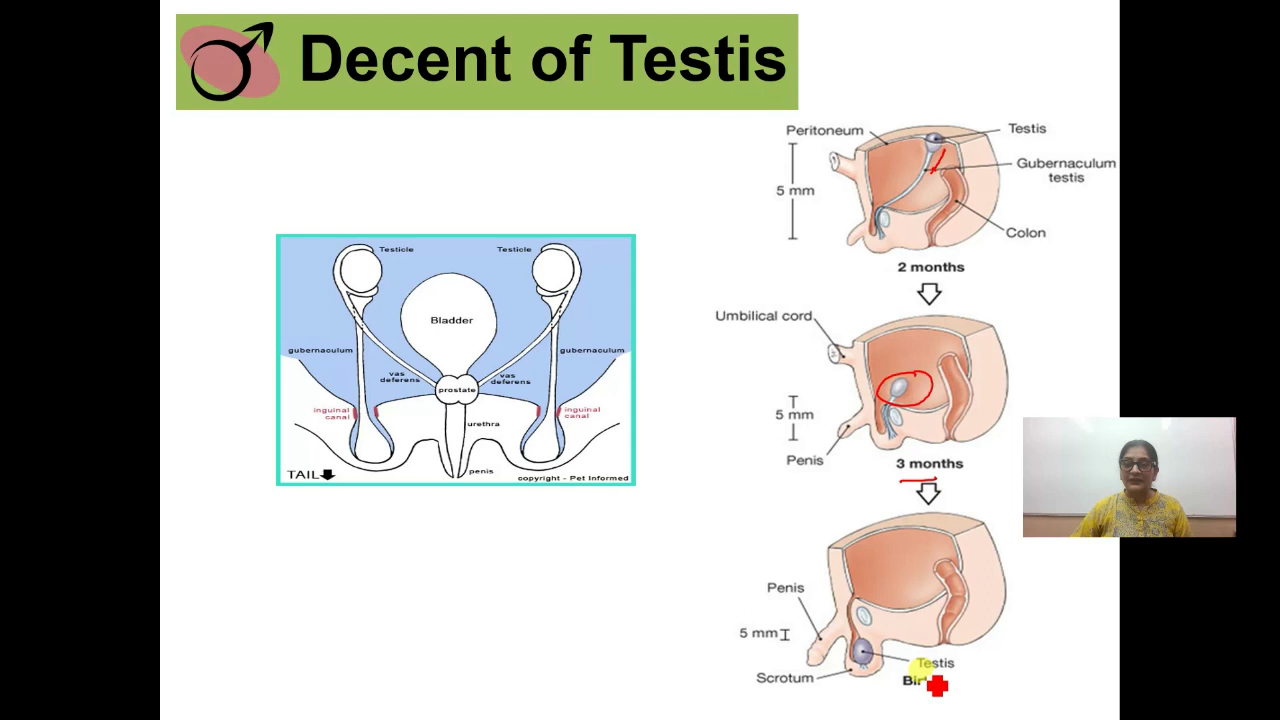 Decent of Testis
Testicle
Testicle
Bladder
gubernaculum
gubernaculum
vas
deferens
vas
deferens
prostate
inguinal
canal
inguinal
canal
urethra
penis
TAIL
copyright - Pet Informed
Peritoneum
Testis
Gubernaculum
testis
5 mm
Colon
2 months
Umbilical cord
5 mm
Penis
3 months
Penis
5 mm
Testis
Scrotum